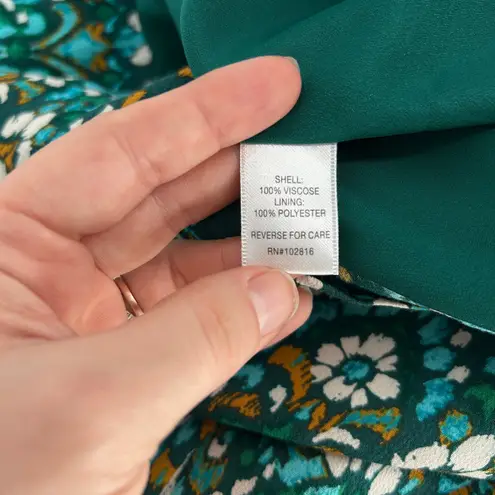 SHELL:
100% VISCOSE
LINING:
100% POLYESTER
REVERSE FOR CARE
RN#102816